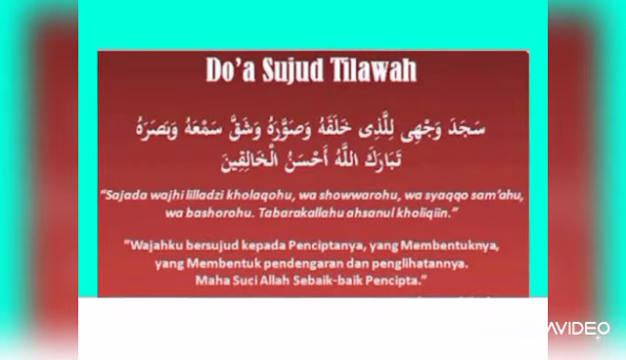 Do'a Sujud Tilawah
سَجَدَ وَجْهِى لِلَّذِى خَلَقَهُ وَصَوَّرَهُ وَشَقَّ سَمْعَهُ وَبَصَرَهُ
تَبَارَكَ اللَّهُ أَحْسَنُ الْخَالِقِينَ
"Sajada wajhi lilladzi kholaqohu, wa showwarohu, wa syaqqo sam'ahu,
wa bashorohu. Tabarakallahu ahsanul kholiqiin."
"Wajahku bersujud kepada Penciptanya, yang Membentuknya,
yang Membentuk pendengaran dan penglihatannya.
Maha Suci Allah Sebaik-baik Pencipta."
AVIDEO